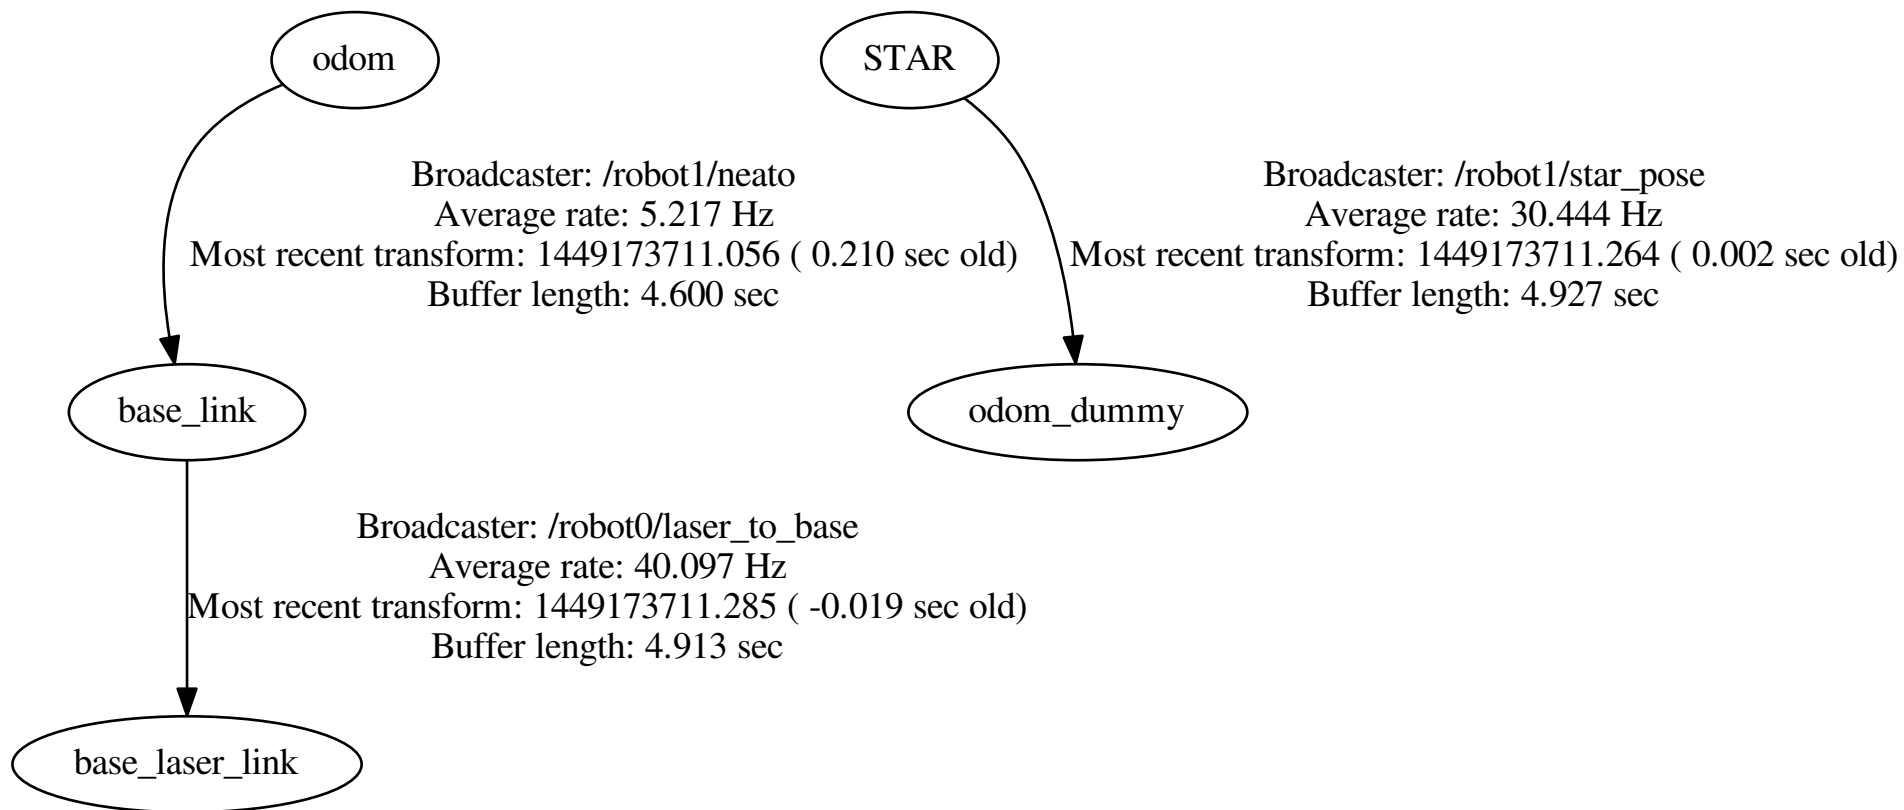 odom
STAR
Broadcaster: /robot1/neato
Average rate: 5.217 Hz
Most recent transform: 1449173711.056 ( 0.210 sec old)
Buffer length: 4.600 sec
Broadcaster: /robot1/star_pose
Average rate: 30.444 Hz
Most recent transform: 1449173711.264 ( 0.002 sec old)
Buffer length: 4.927 sec
base_link
odom_dummy
Broadcaster: /robot0/laser_to_base
Average rate: 40.097 Hz
Most recent transform: 1449173711.285 ( -0.019 sec old)
Buffer length: 4.913 sec
base_laser_link